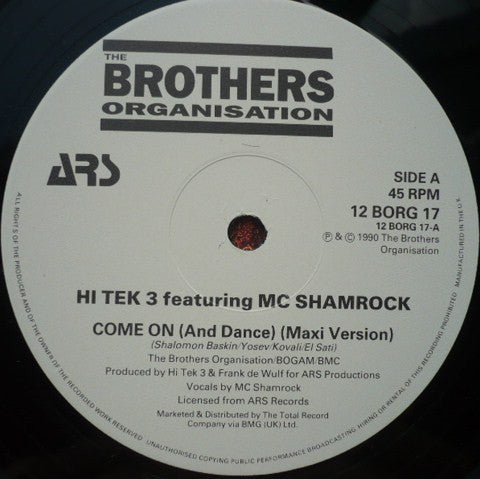 THE
BROTHERS
ORGANISATION
ARS
SIDE A
45 RPM
12 BORG 17
12 BORG 17-A
℗ & © 1990 The Brothers
Organisation
HI TEK 3 featuring MC SHAMROCK
COME ON (And Dance) (Maxi Version)
(Shalomon Baskin/Yosev/Kovali/El Sati)
The Brothers Organisation/BOGAM/BMC
Produced by Hi Tek 3 & Frank de Wulf for ARS Productions
Vocals by MC Shamrock
Licensed from ARS Records
Marketed & Distributed by The Total Record
Company via BMG (UK) Ltd.
ALL RIGHTS OF THE PRODUCER AND OF THE OWNER OF THE RECORDED WORK RESERVED UNAUTHORISED COPYING PUBLIC PERFORMANCE BROADCASTING HIRING OR RENTAL OF THIS RECORD PROHIBITED MANUFACTURED IN THE U.K.